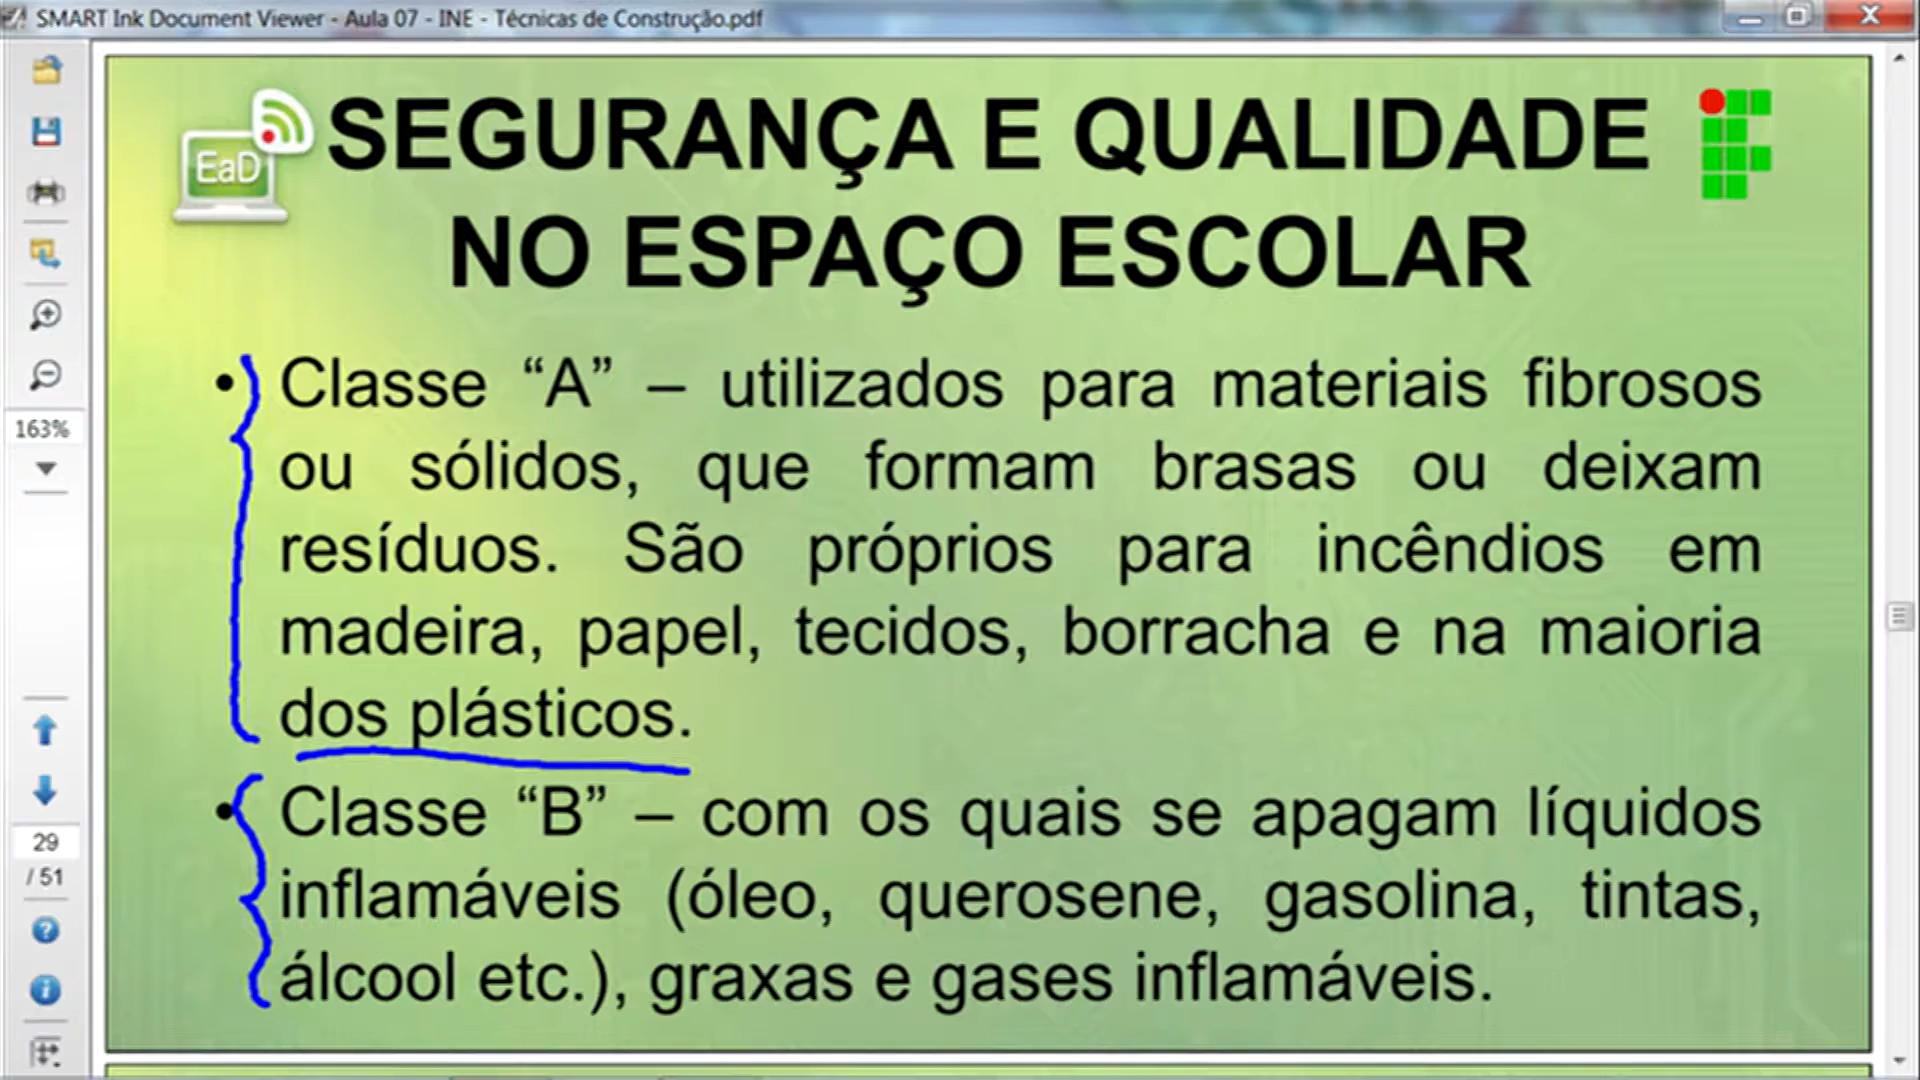 SMART Ink Document Viewer - Aula 07 - INE - Técnicas de Construção.pdf
EaD
SEGURANÇA E QUALIDADE
NO ESPAÇO ESCOLAR
• Classe “A” – utilizados para materiais fibrosos
ou sólidos, que formam brasas ou deixam
resíduos. São próprios para incêndios em
madeira, papel, tecidos, borracha e na maioria
dos plásticos.
• Classe “B” – com os quais se apagam líquidos
inflamáveis (óleo, querosene, gasolina, tintas,
álcool etc.), graxas e gases inflamáveis.
163%
29
/ 51